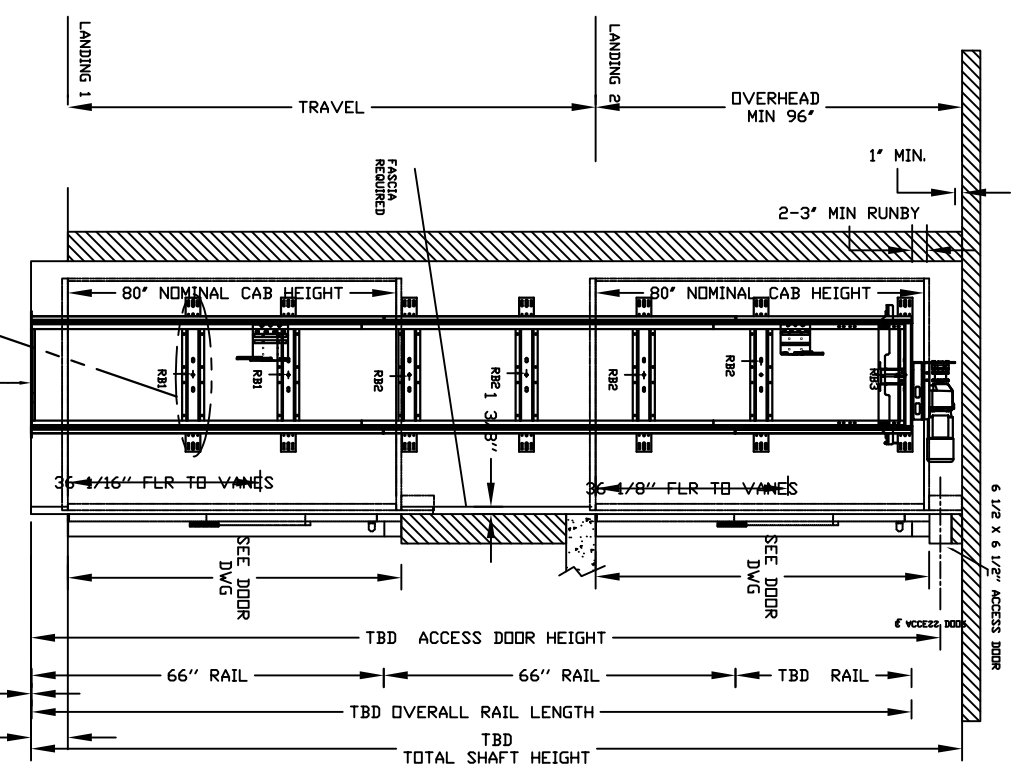 LANDING 1
LANDING 2
TRAVEL
OVERHEAD
MIN 96"
1" MIN.
FASCIA
REQUIRED
2-3" MIN RUNBY
80" NOMINAL CAB HEIGHT
80" NOMINAL CAB HEIGHT
RB1
RB1
RB2
RB2
RB2
RB2
RB3
1 3/8"
36 1/16" FLR TO VANES
36 1/8" FLR TO VANES
6 1/2 X 6 1/2" ACCESS DOOR
SEE DOOR
DWG
SEE DOOR
DWG
ACCESS DOOR
TBD ACCESS DOOR HEIGHT
66'' RAIL
66'' RAIL
TBD RAIL
TBD OVERALL RAIL LENGTH
TBD
TOTAL SHAFT HEIGHT